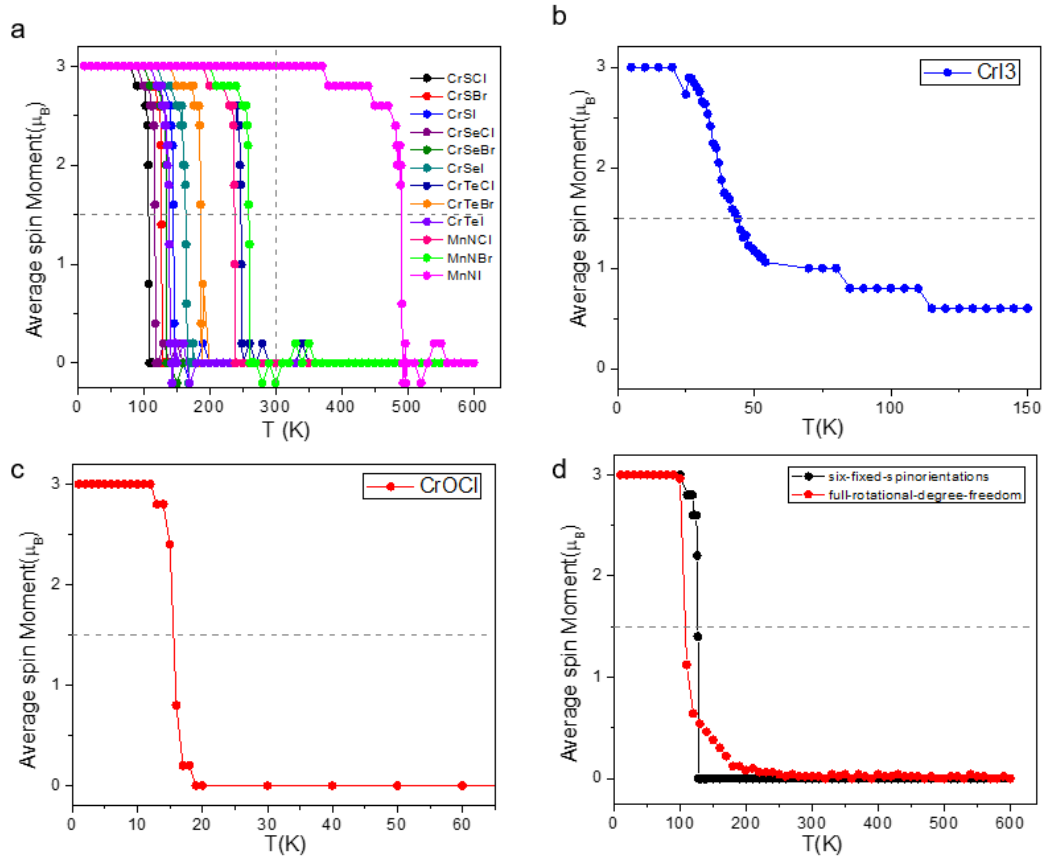 a
Average spin Moment(μB)
3
2
1
0
0
100
200
300
400
500
600
T (K)
CrSCl
CrSBr
CrSI
CrSeCl
CrSeBr
CrSeI
CrTeCl
CrTeBr
CrTeI
MnNCl
MnNBr
MnNI
b
Average spin Moment(μB)
3
2
1
0
0
50
100
150
T(K)
CrI3
c
Average spin Moment(μB)
3
2
1
0
0
20
40
60
T(K)
CrOCl
d
Average spin Moment(μB)
3
2
1
0
0
100
200
300
400
500
600
T(K)
six-fixed-spinorientations
full-rotational-degree-freedom